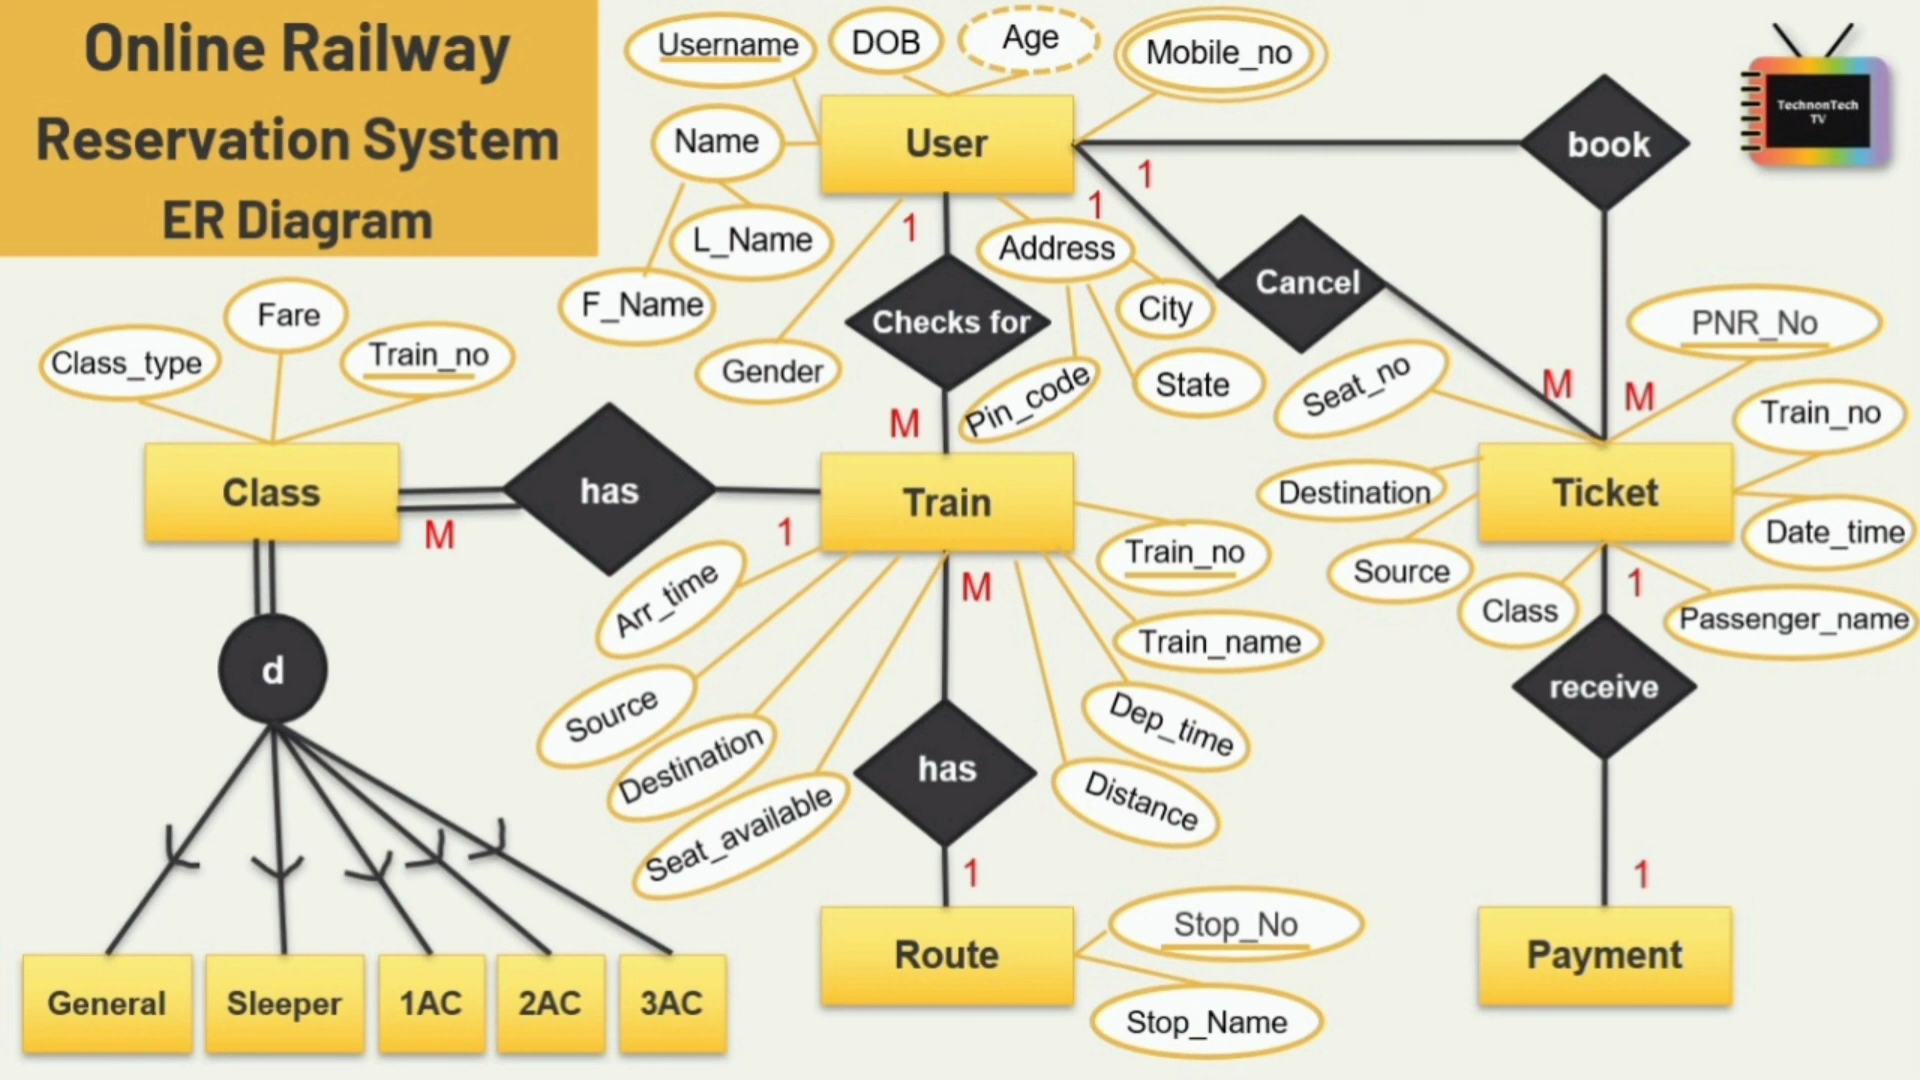 Online Railway
Reservation System
ER Diagram
Username
DOB
Age
Mobile_no
TechnonTech
TV
Name
User
book
1
1
1
L_Name
Address
F_Name
City
Cancel
Checks for
Gender
State
Pin_code
Seat_no
PNR_No
M
M
M
Train_no
Class_type
Fare
Train_no
Class
has
Train
Destination
Ticket
M
1
Date_time
Train_no
Source
Class
1
Passenger_name
Arr_time
M
Train_name
d
Source
Dep_time
receive
Destination
has
Distance
Seat_available
1
1
Stop_No
Route
Payment
Stop_Name
General
Sleeper
1AC
2AC
3AC